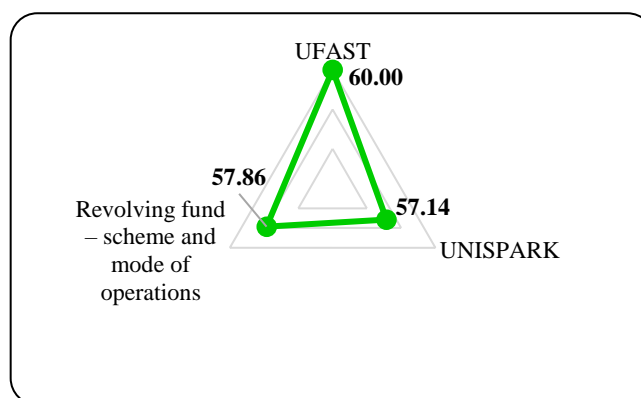 UFAST
60.00
57.86
57.14
Revolving fund
– scheme and
mode of
operations
UNISPARK